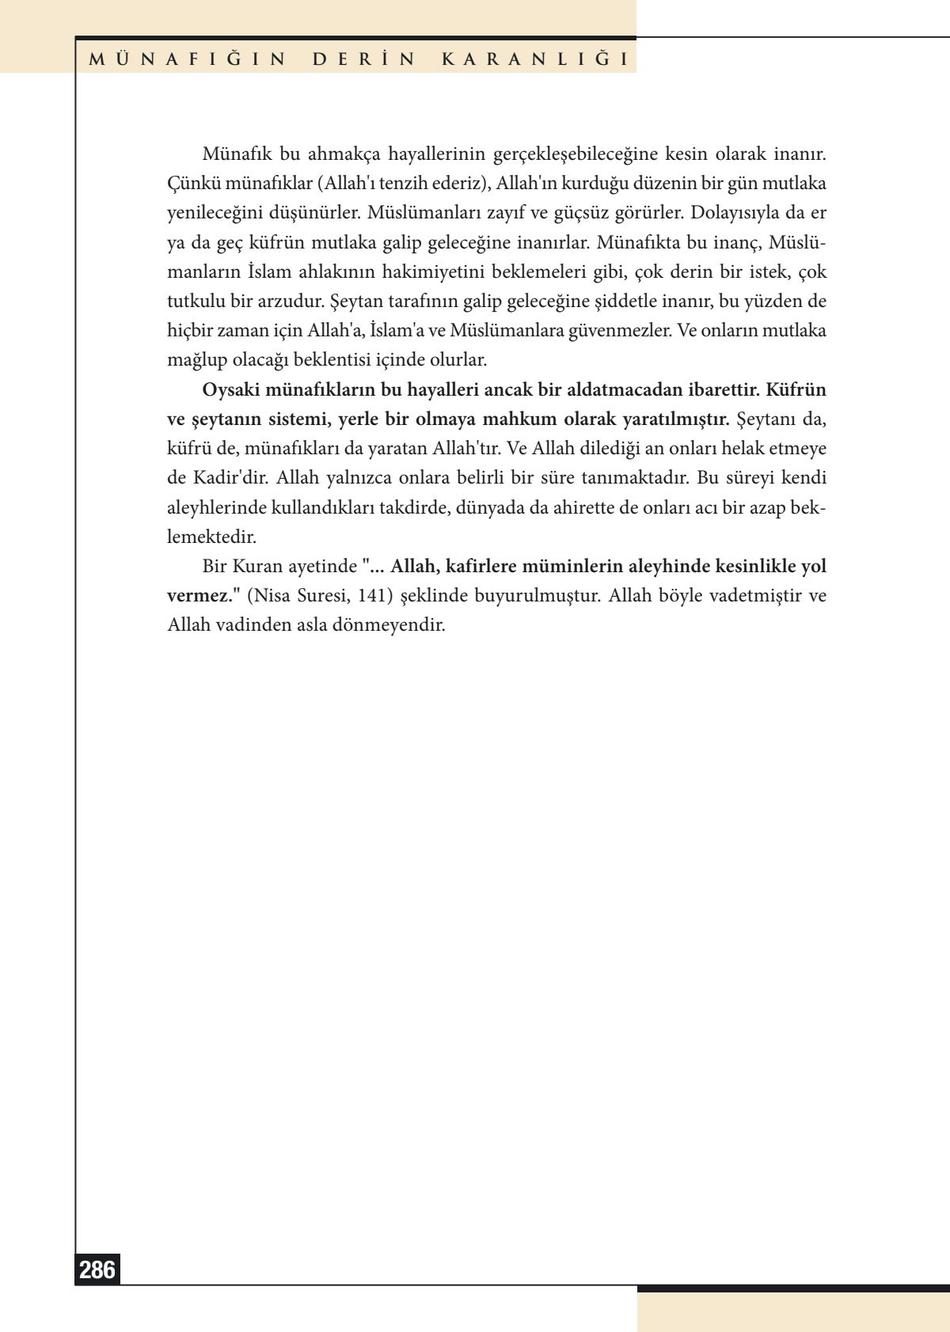 MÜNAFIĞIN DERİN KARANLIĞI
Münafık bu ahmakça hayallerinin gerçekleşebileceğine kesin olarak inanır.
Çünkü münafıklar (Allah'ı tenzih ederiz), Allah'ın kurduğu düzenin bir gün mutlaka
yenileceğini düşünürler. Müslümanları zayıf ve güçsüz görürler. Dolayısıyla da er
ya da geç küfrün mutlaka galip geleceğine inanırlar. Münafıkta bu inanç, Müslü-
manların İslam ahlakının hakimiyetini beklemeleri gibi, çok derin bir istek, çok
tutkulu bir arzudur. Şeytan tarafının galip geleceğine şiddetle inanır, bu yüzden de
hiçbir zaman için Allah'a, İslam'a ve Müslümanlara güvenmezler. Ve onların mutlaka
mağlup olacağı beklentisi içinde olurlar.
Oysaki münafıkların bu hayalleri ancak bir aldatmacadan ibarettir. Küfrün
ve şeytanın sistemi, yerle bir olmaya mahkum olarak yaratılmıştır. Şeytanı da,
küfrü de, münafıkları da yaratan Allah'tır. Ve Allah dilediği an onları helak etmeye
de Kadir'dir. Allah yalnızca onlara belirli bir süre tanımaktadır. Bu süreyi kendi
aleyhlerinde kullandıkları takdirde, dünyada da ahirette de onları acı bir azap bek-
lemektedir.
Bir Kuran ayetinde "... Allah, kafirlere müminlerin aleyhinde kesinlikle yol
vermez." (Nisa Suresi, 141) şeklinde buyurulmuştur. Allah böyle vadetmiştir ve
Allah vadinden asla dönmeyendir.
286